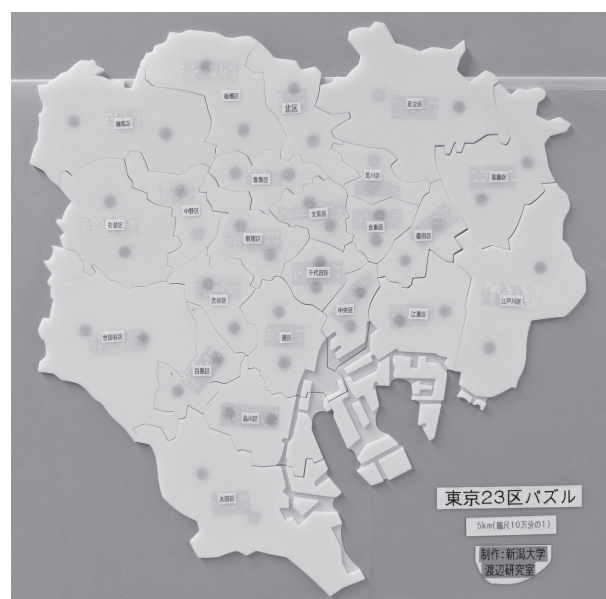 板橋区
北区
足立区
練馬区
荒川区
葛飾区
豊島区
中野区
文京区
台東区
杉並区
新宿区
墨田区
千代田区
江戸川区
渋谷区
中央区
江東区
世田谷区
港区
目黒区
品川区
大田区
東京23区パズル
5km(縮尺10万分の1)
制作:新潟大学
渡辺研究室